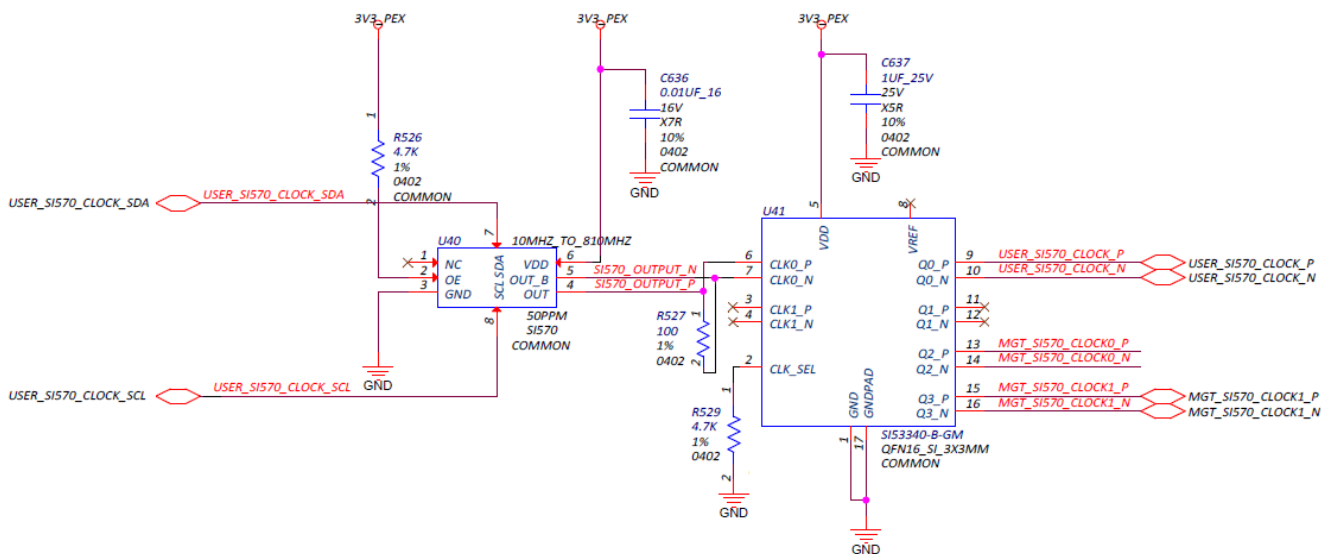 3V3_PEX
3V3_PEX
3V3_PEX
C636
0.01UF_16
16V
X7R
10%
0402
COMMON
GND
C637
1UF_25V
25V
X5R
10%
0402
COMMON
GND
1
R526
4.7K
1%
0402
COMMON
2
USER_SI570_CLOCK_SDA
USER_SI570_CLOCK_SDA
7
U40
10MHZ_TO_810MHZ
1
NC
2
OE
3
GND
SCL SDA
VDD
6
OUT_B
5
SI570_OUTPUT_N
OUT
4
SI570_OUTPUT_P
50PPM
SI570
COMMON
8
GND
USER_SI570_CLOCK_SCL
USER_SI570_CLOCK_SCL
1
R527
100
1%
0402
2
1
R529
4.7K
1%
0402
2
GND
U41
5
VDD
8
VREF
6
CLK0_P
7
CLK0_N
3
CLK1_P
4
CLK1_N
2
CLK_SEL
Q0_P
9
USER_SI570_CLOCK_P
USER_SI570_CLOCK_P
Q0_N
10
USER_SI570_CLOCK_N
USER_SI570_CLOCK_N
Q1_P
11
Q1_N
12
Q2_P
13
MGT_SI570_CLOCK0_P
Q2_N
14
MGT_SI570_CLOCK0_N
Q3_P
15
MGT_SI570_CLOCK1_P
MGT_SI570_CLOCK1_P
Q3_N
16
MGT_SI570_CLOCK1_N
MGT_SI570_CLOCK1_N
GND
GNDPAD
1
17
SI53340-B-GM
QFN16_SI_3X3MM
COMMON
GND